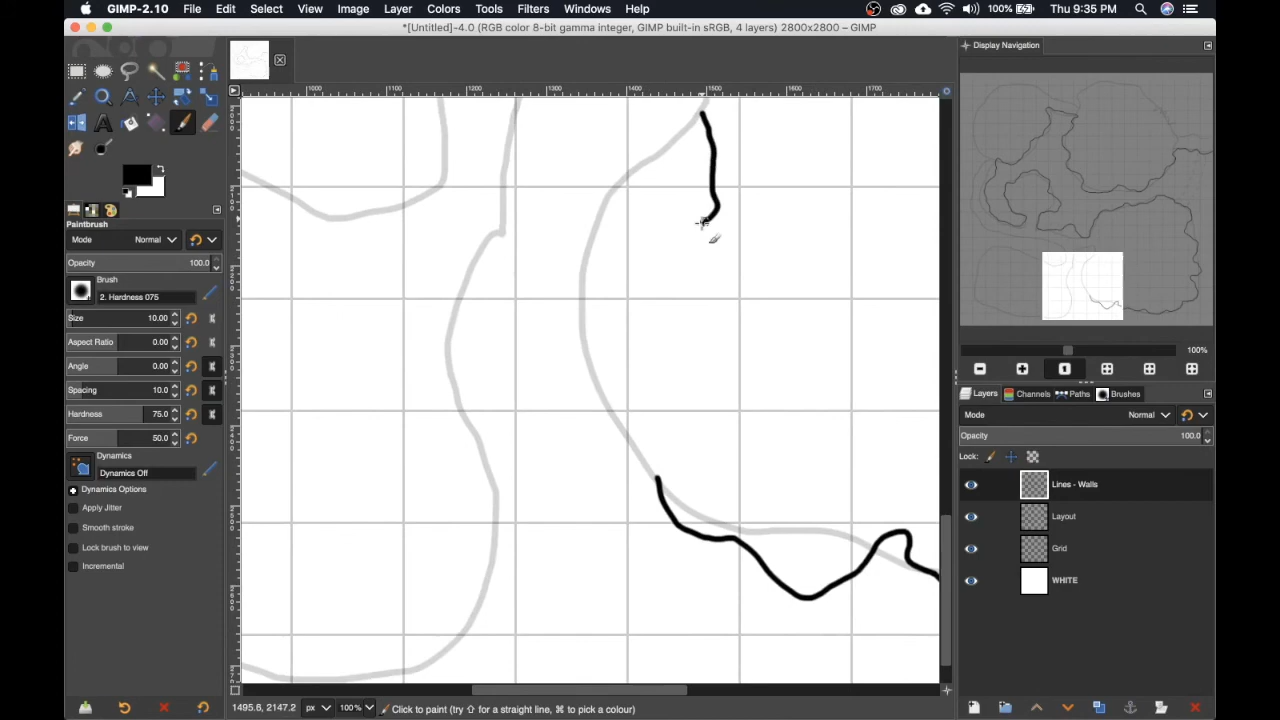 GIMP-2.10 File Edit Select View Image Layer Colors Tools Filters Windows Help 100% Thu 9:35 PM
*[Untitled]-4.0 (RGB color 8-bit gamma integer, GIMP built-in sRGB, 4 layers) 2800x2800 – GIMP
Display Navigation
1000 1100 1200 1300 1400 1500 1600 1700
Paintbrush
Mode Normal
Opacity 100.0
Brush
2. Hardness 075
Size 10.00
Aspect Ratio 0.00
Angle 0.00
Spacing 10.0
Hardness 75.0
Force 50.0
Dynamics
Dynamics Off
Dynamics Options
Apply Jitter
Smooth stroke
Lock brush to view
Incremental
100%
Layers Channels Paths Brushes
Mode Normal
Opacity 100.0
Lock:
Lines - Walls
Layout
Grid
WHITE
1495.8, 2147.2 px 100% Click to paint (try ⇧ for a straight line, ⌘ to pick a colour)